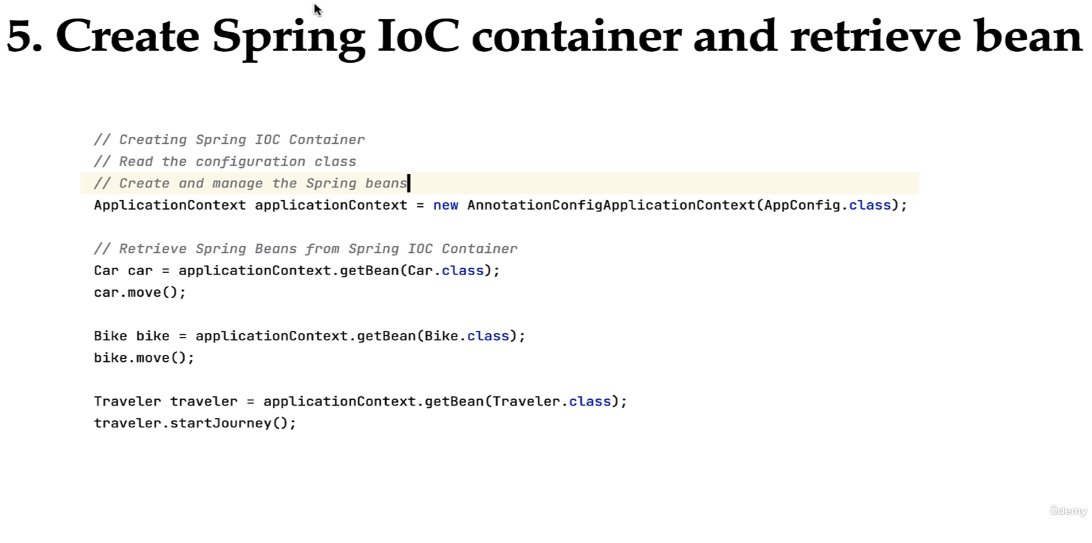 5. Create Spring IoC container and retrieve bean
// Creating Spring IOC Container
// Read the configuration class
// Create and manage the Spring beans
ApplicationContext applicationContext = new AnnotationConfigApplicationContext(AppConfig.class);
// Retrieve Spring Beans from Spring IOC Container
Car car = applicationContext.getBean(Car.class);
car.move();
Bike bike = applicationContext.getBean(Bike.class);
bike.move();
Traveler traveler = applicationContext.getBean(Traveler.class);
traveler.startJourney();
ûdemy